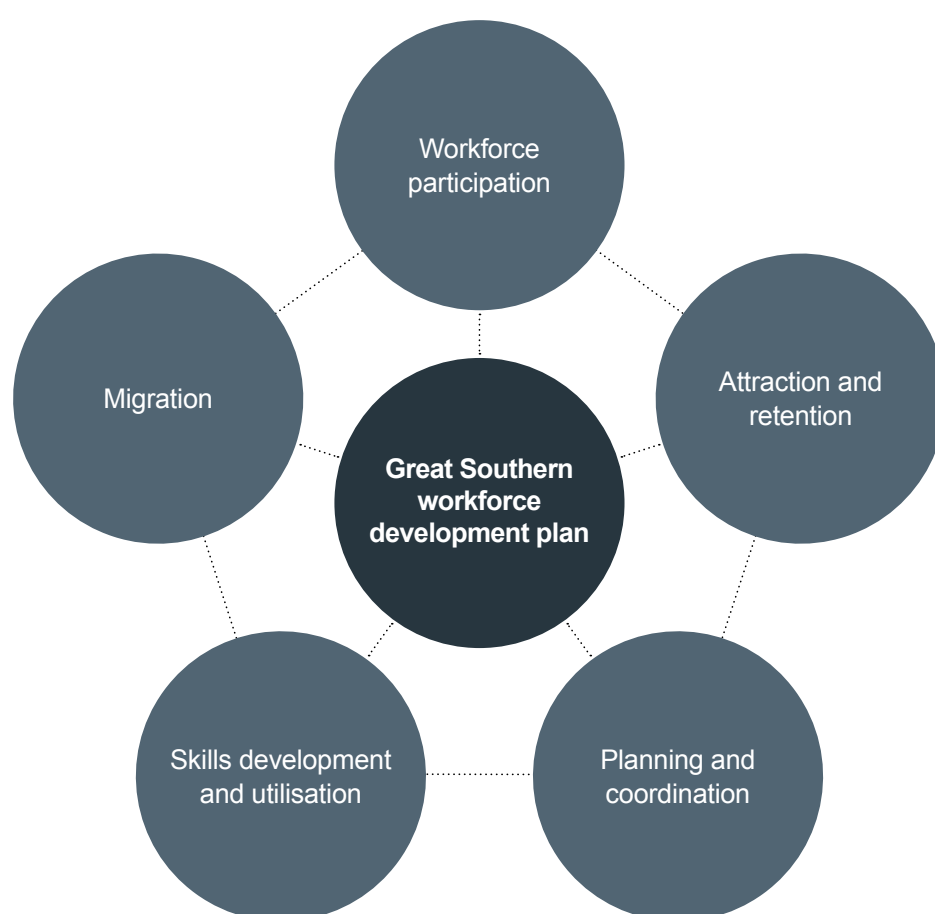 Workforce
participation
Migration
Attraction and
retention
Great Southern
workforce
development plan
Skills development
and utilisation
Planning and
coordination